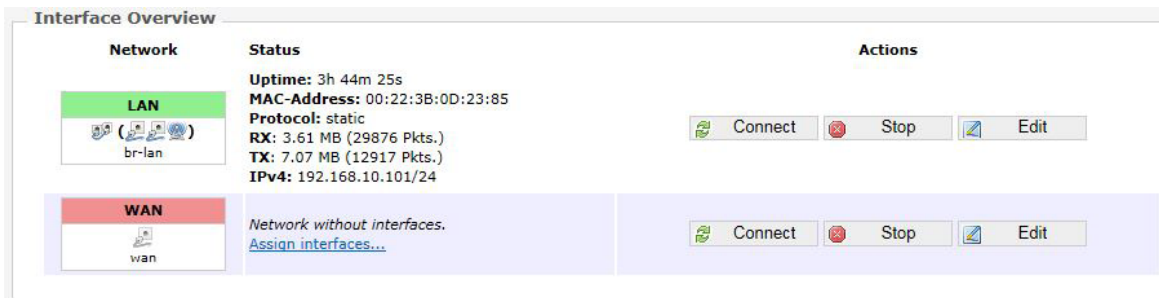 Interface Overview
Network Status Actions
LAN
br-lan
Uptime: 3h 44m 25s
MAC-Address: 00:22:3B:0D:23:85
Protocol: static
RX: 3.61 MB (29876 Pkts.)
TX: 7.07 MB (12917 Pkts.)
IPv4: 192.168.10.101/24
Connect Stop Edit
WAN
wan
Network without interfaces.
Assign interfaces...
Connect Stop Edit